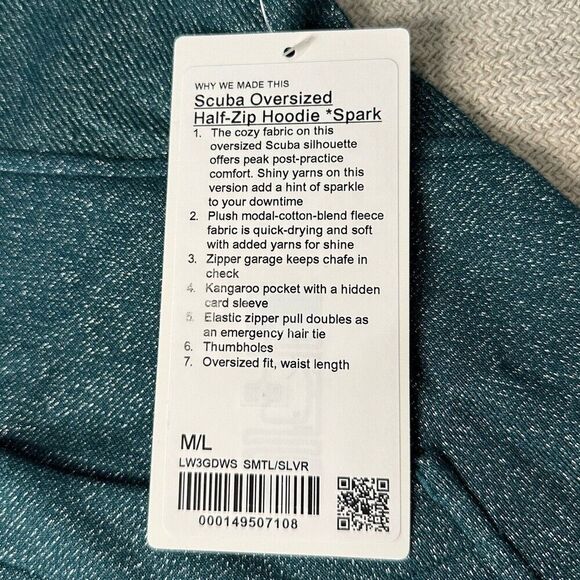 WHY WE MADE THIS
Scuba Oversized
Half-Zip Hoodie *Spark
1. The cozy fabric on this
oversized Scuba silhouette
offers peak post-practice
comfort. Shiny yarns on this
version add a hint of sparkle
to your downtime
2. Plush modal-cotton-blend fleece
fabric is quick-drying and soft
with added yarns for shine
3. Zipper garage keeps chafe in
check
4. Kangaroo pocket with a hidden
card sleeve
5. Elastic zipper pull doubles as
an emergency hair tie
6. Thumbholes
7. Oversized fit, waist length
M/L
LW3GDWS SMTL/SLVR
000149507108